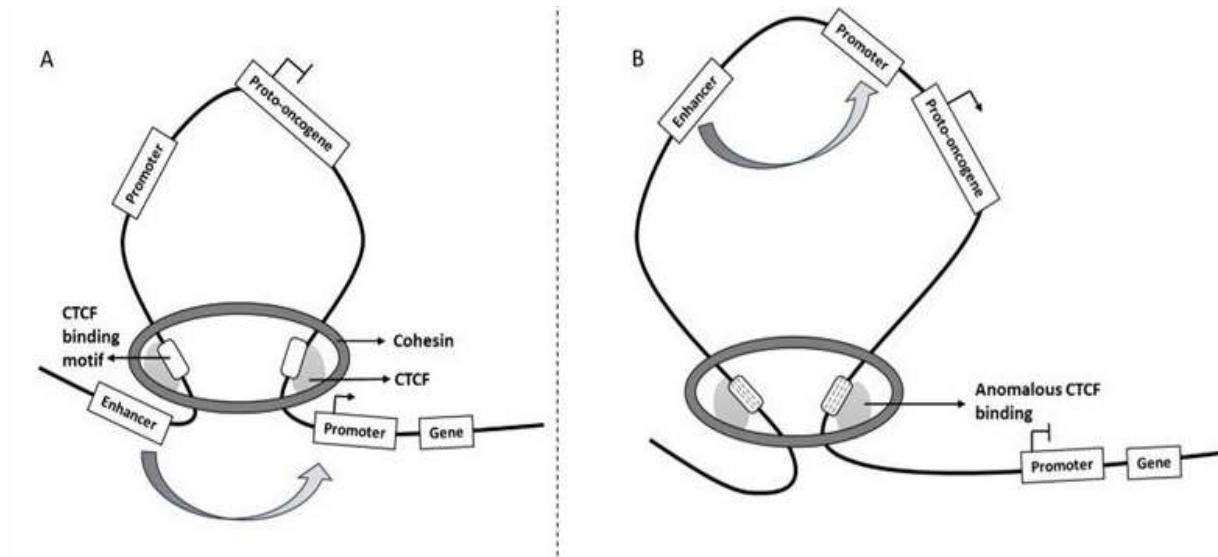 A
Proto-oncogene
Promoter
CTCF
binding
motif
Cohesin
CTCF
Enhancer
Promoter
Gene
B
Promoter
Enhancer
Proto-oncogene
Anomalous CTCF
binding
Promoter
Gene